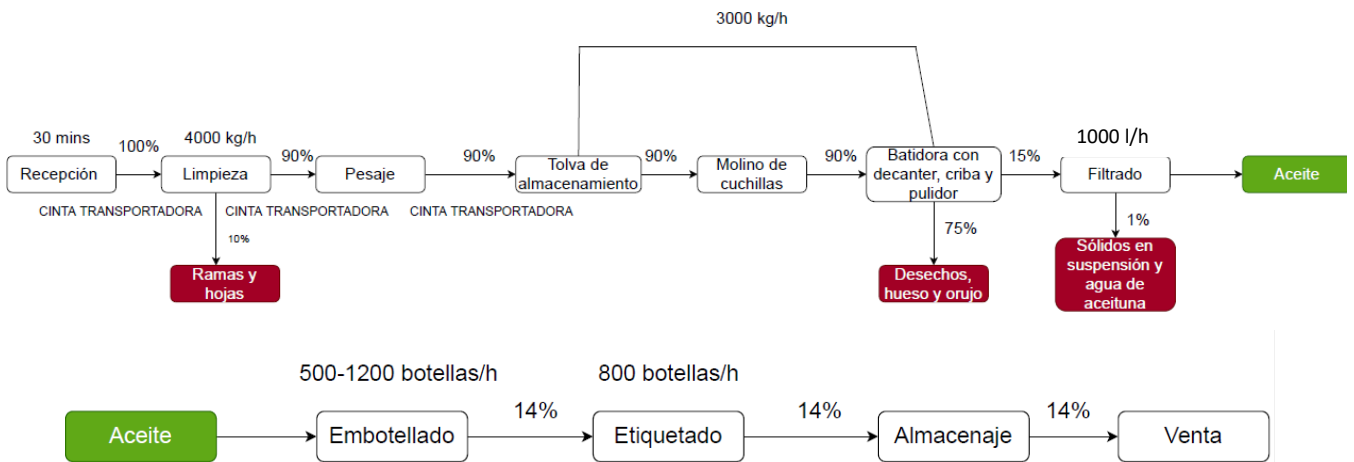 3000 kg/h
30 mins
100%
4000 kg/h
90%
90%
90%
90%
15%
1000 l/h
Recepción
Limpieza
Pesaje
Tolva de
almacenamiento
Molino de
cuchillas
Batidora con
decanter, criba y
pulidor
Filtrado
Aceite
CINTA TRANSPORTADORA
CINTA TRANSPORTADORA
CINTA TRANSPORTADORA
10%
75%
1%
Ramas y
hojas
Desechos,
hueso y orujo
Sólidos en
suspensión y
agua de
aceituna
500-1200 botellas/h
800 botellas/h
14%
14%
14%
Aceite
Embotellado
Etiquetado
Almacenaje
Venta